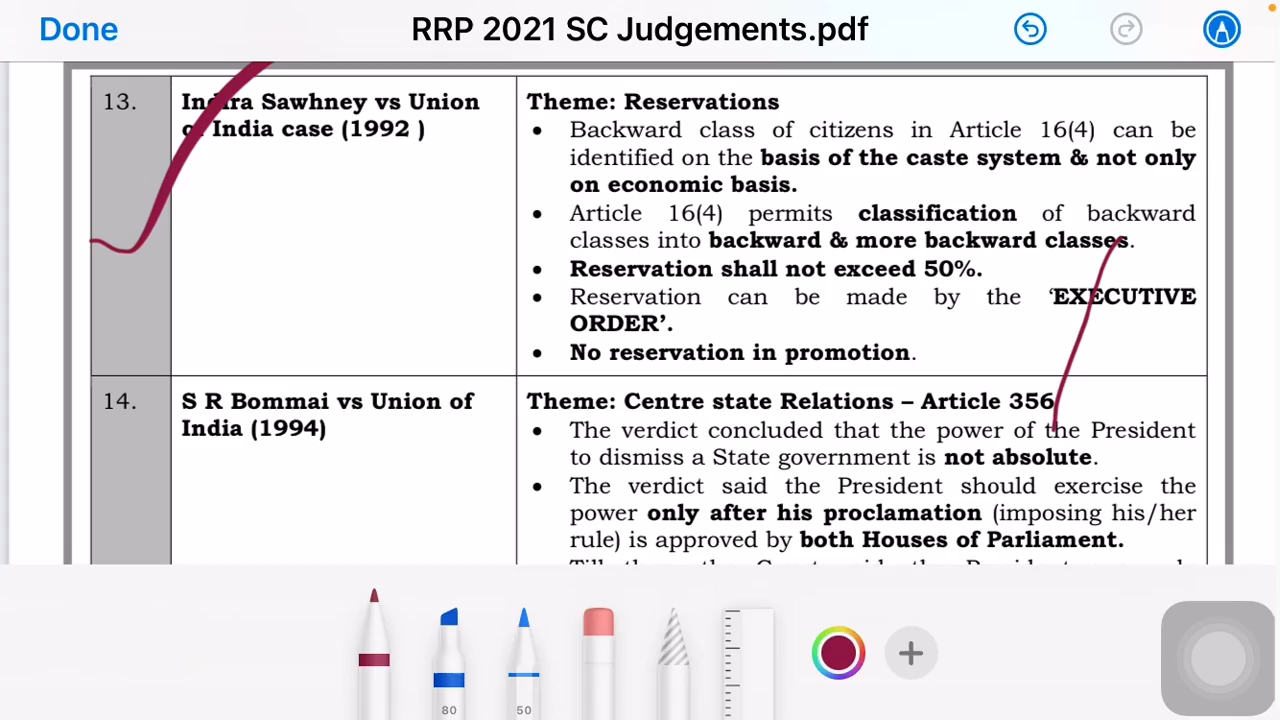 Done
RRP 2021 SC Judgements.pdf
13.
Indira Sawhney vs Union
of India case (1992 )
Theme: Reservations
• Backward class of citizens in Article 16(4) can be
identified on the basis of the caste system & not only
on economic basis.
• Article 16(4) permits classification of backward
classes into backward & more backward classes.
• Reservation shall not exceed 50%.
• Reservation can be made by the ‘EXECUTIVE
ORDER’.
• No reservation in promotion.
14.
S R Bommai vs Union of
India (1994)
Theme: Centre state Relations – Article 356
• The verdict concluded that the power of the President
to dismiss a State government is not absolute.
• The verdict said the President should exercise the
power only after his proclamation (imposing his/her
rule) is approved by both Houses of Parliament.
80
50